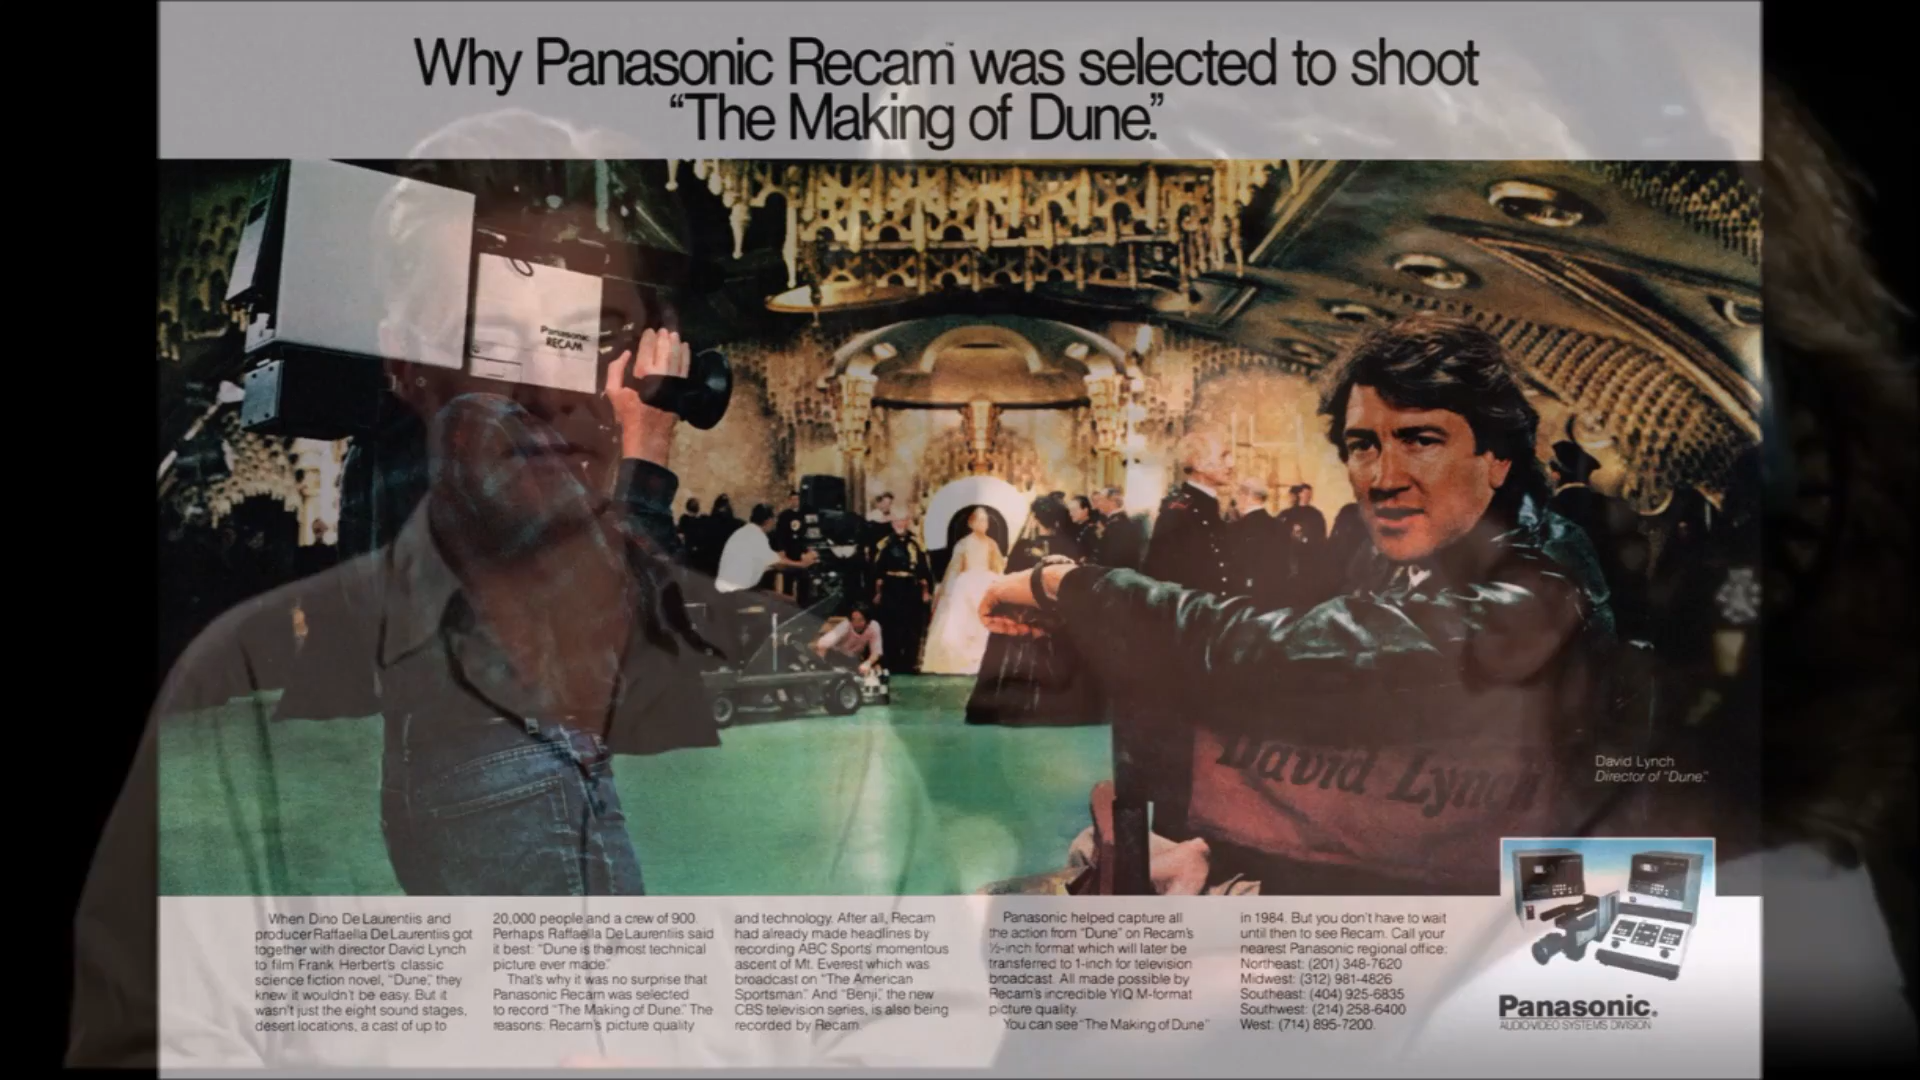 Why Panasonic Recam™ was selected to shoot
“The Making of Dune.”
Panasonic
RECAM
David Lynch
David Lynch
Director of “Dune.”
When Dino De Laurentiis and
producer Raffaella De Laurentiis got
together with director David Lynch
to film Frank Herbert's classic
science fiction novel, “Dune,” they
knew it wouldn't be easy. But it
wasn't just the eight sound stages,
desert locations, a cast of up to
20,000 people and a crew of 900.
Perhaps Raffaella De Laurentiis said
it best: “Dune is the most technical
picture ever made.”
That's why it was no surprise that
Panasonic Recam was selected
to record “The Making of Dune.” The
reasons: Recam's picture quality
and technology. After all, Recam
had already made headlines by
recording ABC Sports' momentous
ascent of Mt. Everest which was
broadcast on “The American
Sportsman.” And “Benji,” the new
CBS television series, is also being
recorded by Recam.
Panasonic helped capture all
the action from “Dune” on Recam's
½-inch format which will later be
transferred to 1-inch for television
broadcast. All made possible by
Recam's incredible YIQ M-format
picture quality.
You can see “The Making of Dune”
in 1984. But you don't have to wait
until then to see Recam. Call your
nearest Panasonic regional office:
Northeast: (201) 348-7620
Midwest: (312) 981-4826
Southeast: (404) 925-6835
Southwest: (214) 258-6400
West: (714) 895-7200.
Panasonic.
AUDIO-VIDEO SYSTEMS DIVISION